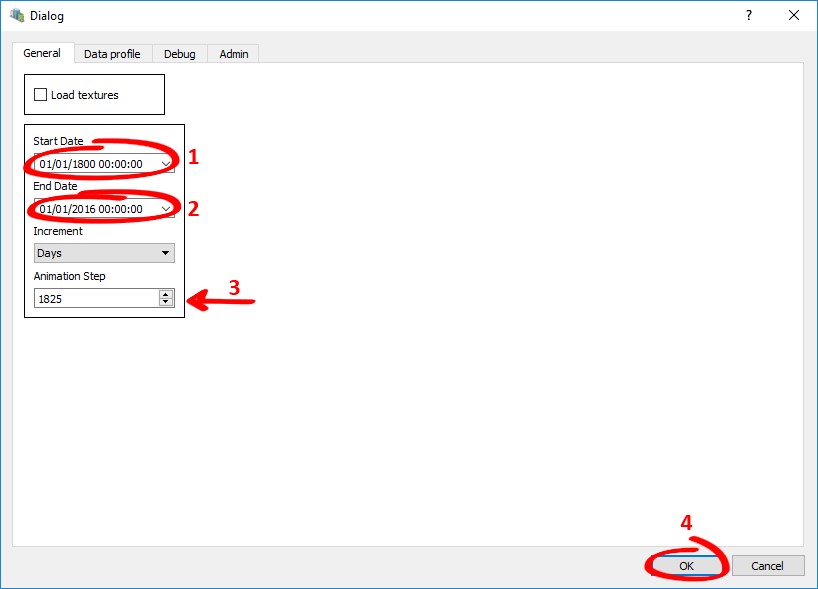 Dialog
?
General Data profile Debug Admin
Load textures
Start Date
01/01/1800 00:00:00 1
End Date
01/01/2016 00:00:00 2
Increment
Days
Animation Step
1825 3
4
OK Cancel